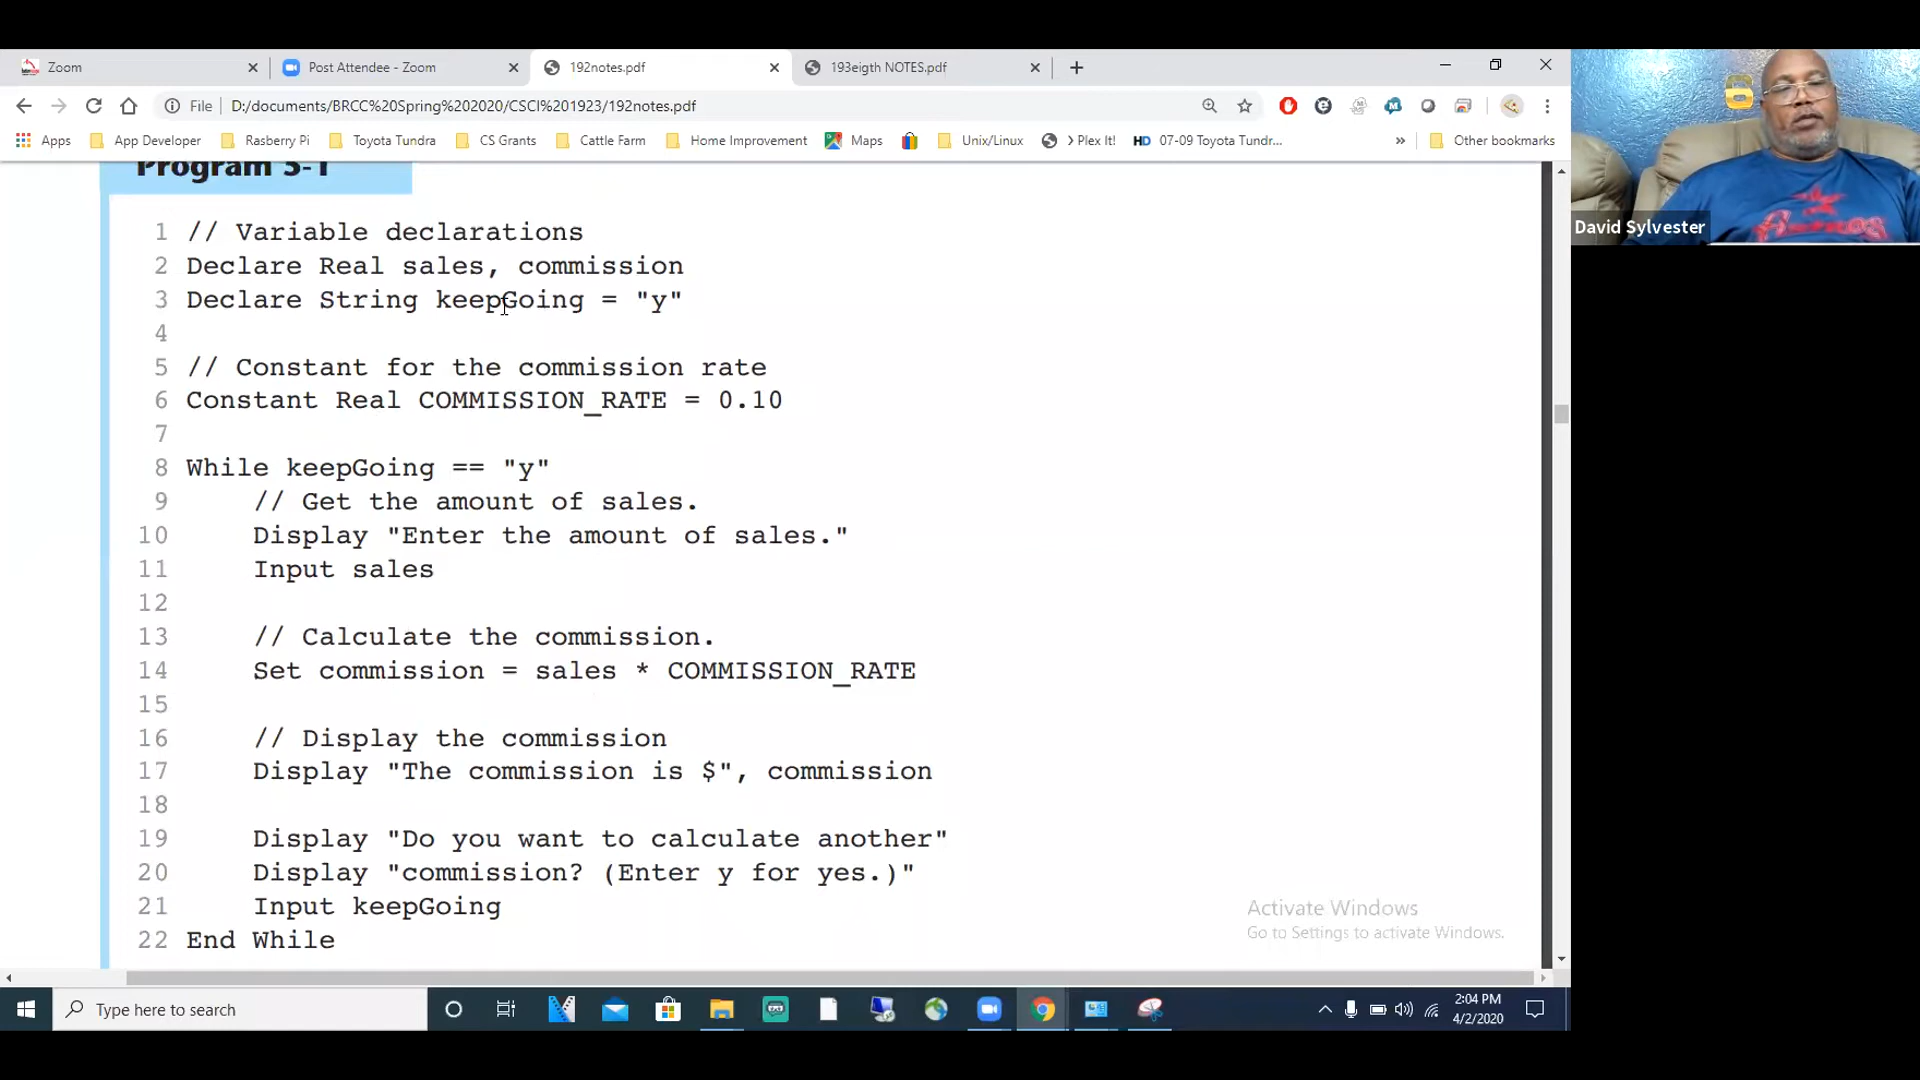 Zoom
Post Attendee - Zoom
192notes.pdf
193eigth NOTES.pdf
File
D:/documents/BRCC%20Spring%202020/CSCI%201923/192notes.pdf
Apps
App Developer
Rasberry Pi
Toyota Tundra
CS Grants
Cattle Farm
Home Improvement
Maps
Unix/Linux
> Plex It!
HD 07-09 Toyota Tundr...
»
Other bookmarks
David Sylvester
Program 5-1
1 // Variable declarations
2 Declare Real sales, commission
3 Declare String keepGoing = "y"
4
5 // Constant for the commission rate
6 Constant Real COMMISSION_RATE = 0.10
7
8 While keepGoing == "y"
9 // Get the amount of sales.
10 Display "Enter the amount of sales."
11 Input sales
12
13 // Calculate the commission.
14 Set commission = sales * COMMISSION_RATE
15
16 // Display the commission
17 Display "The commission is $", commission
18
19 Display "Do you want to calculate another"
20 Display "commission? (Enter y for yes.)"
21 Input keepGoing
22 End While
Activate Windows
Go to Settings to activate Windows.
Type here to search
2:04 PM
4/2/2020